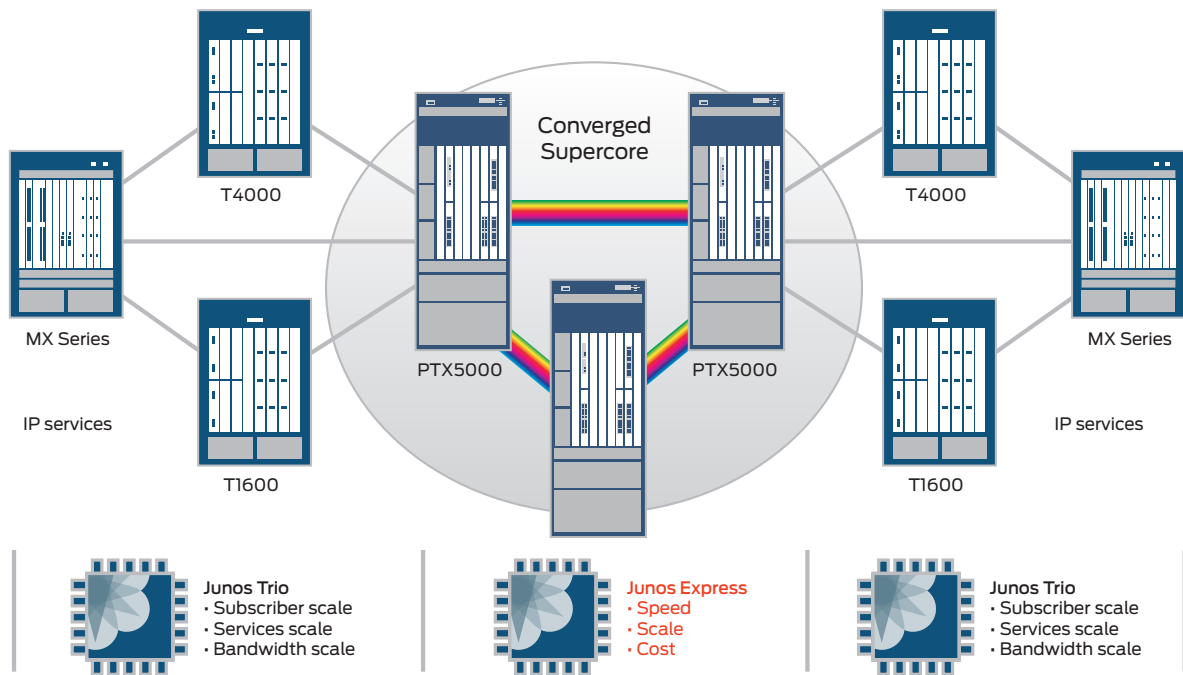 Converged
Supercore
T4000
T4000
MX Series
MX Series
PTX5000
PTX5000
IP services
IP services
T1600
T1600
Junos Trio
· Subscriber scale
· Services scale
· Bandwidth scale
Junos Express
· Speed
· Scale
· Cost
Junos Trio
· Subscriber scale
· Services scale
· Bandwidth scale